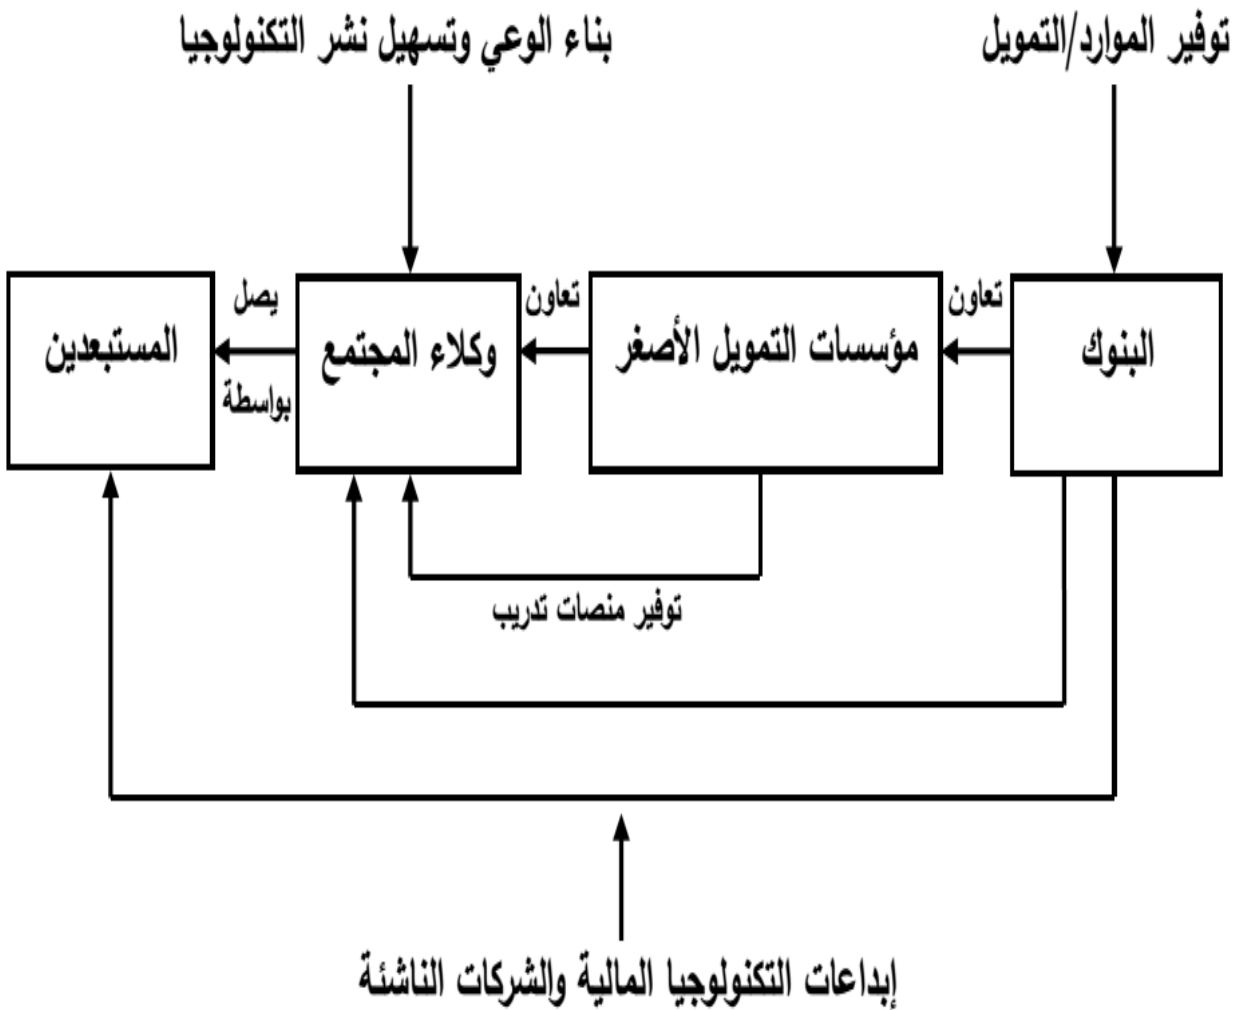 توفير الموارد/التمويل
بناء الوعي وتسهيل نشر التكنولوجيا
البنوك
تعاون
مؤسسات التمويل الأصغر
تعاون
وكلاء المجتمع
يصل
بواسطة
المستبعدين
توفير منصات تدريب
إبداعات التكنولوجيا المالية والشركات الناشئة